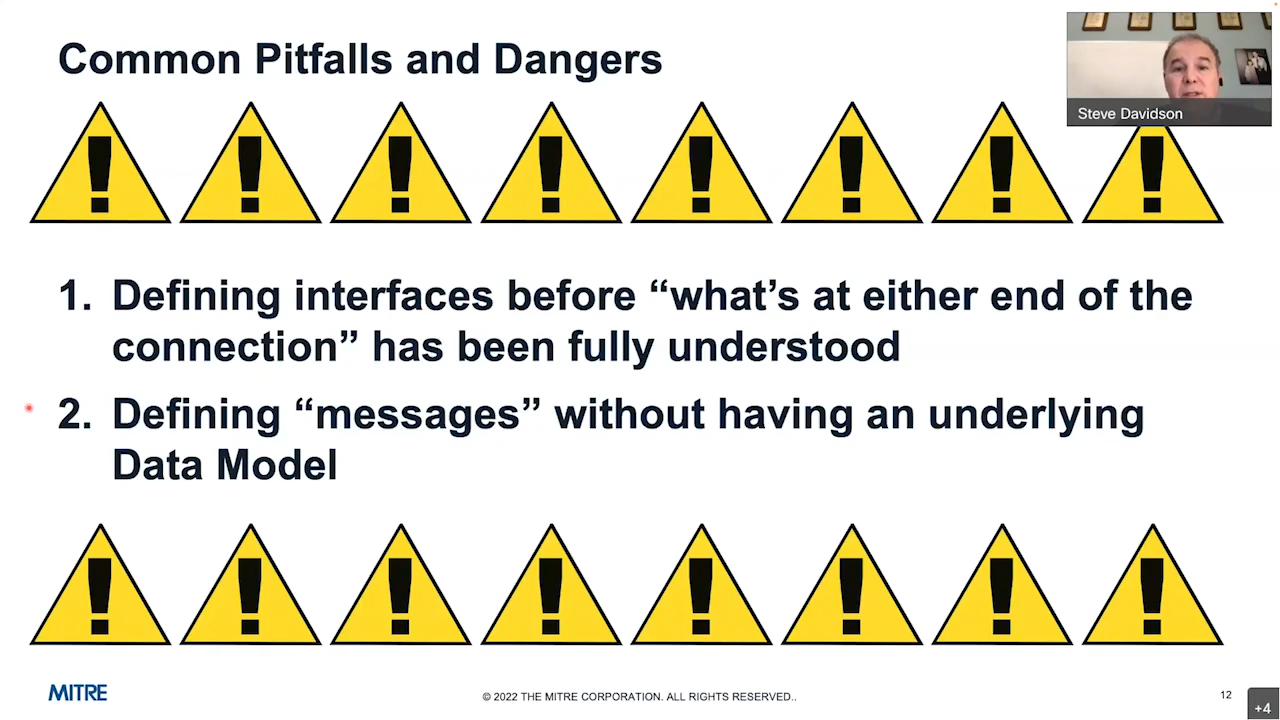 Common Pitfalls and Dangers
Steve Davidson
1. Defining interfaces before “what’s at either end of the
connection” has been fully understood
2. Defining “messages” without having an underlying
Data Model
MITRE
© 2022 THE MITRE CORPORATION. ALL RIGHTS RESERVED..
12
+4